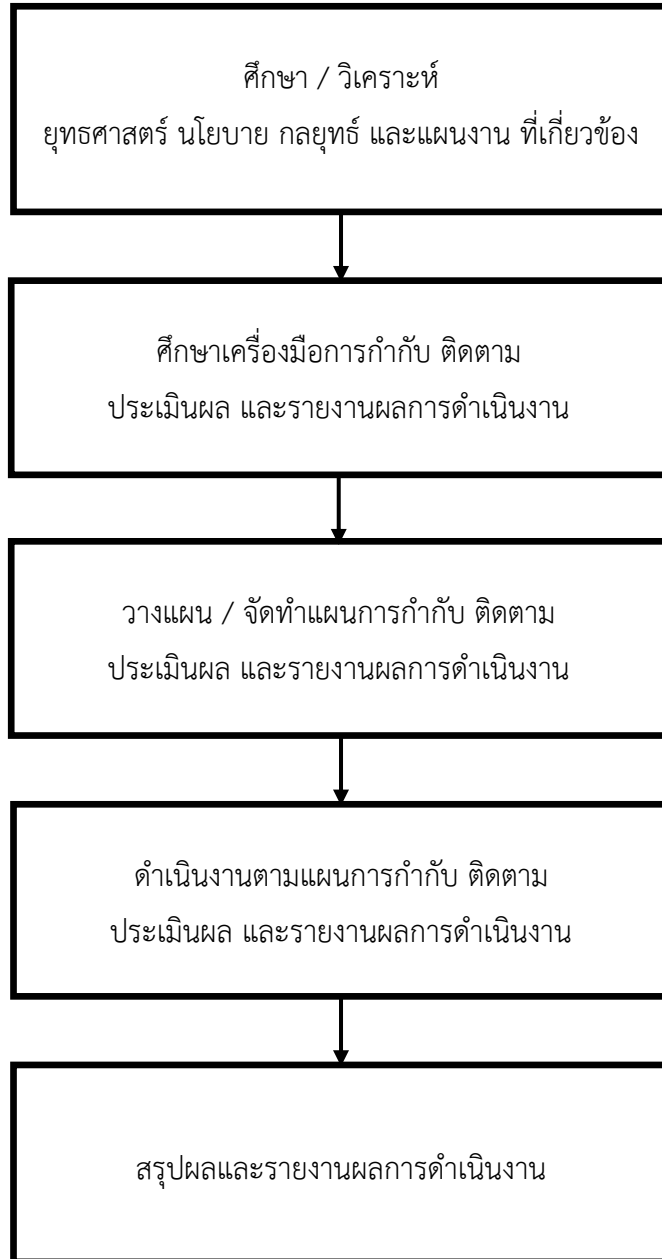 ศึกษา / วิเคราะห์
ยุทธศาสตร์ นโยบาย กลยุทธ์ และแผนงาน ที่เกี่ยวข้อง
ศึกษาเครื่องมือการกำกับ ติดตาม
ประเมินผล และรายงานผลการดำเนินงาน
วางแผน / จัดทำแผนการกำกับ ติดตาม
ประเมินผล และรายงานผลการดำเนินงาน
ดำเนินงานตามแผนการกำกับ ติดตาม
ประเมินผล และรายงานผลการดำเนินงาน
สรุปผลและรายงานผลการดำเนินงาน